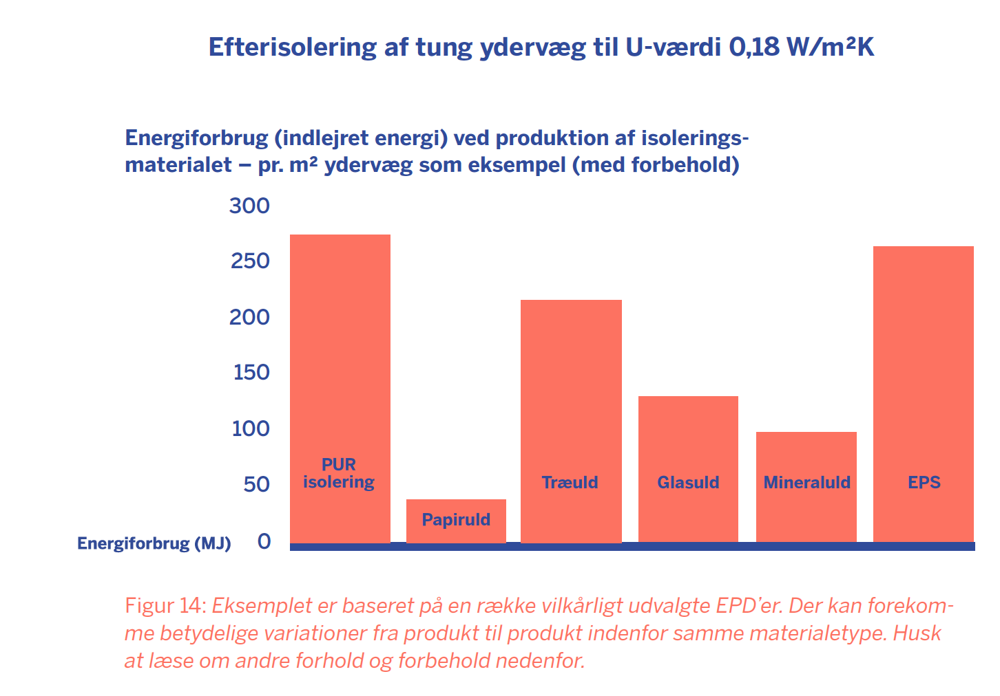 Efterisolering af tung ydervæg til U-værdi 0,18 W/m²K
Energiforbrug (indlejret energi) ved produktion af isolerings-
materialet – pr. m² ydervæg som eksempel (med forbehold)
300
250
200
150
100
50
Energiforbrug (MJ) 0
PUR
isolering
Papiruld
Træuld
Glasuld
Mineraluld
EPS
Figur 14: Eksemplet er baseret på en række vilkårligt udvalgte EPD’er. Der kan forekom-
me betydelige variationer fra produkt til produkt indenfor samme materialetype. Husk
at læse om andre forhold og forbehold nedenfor.